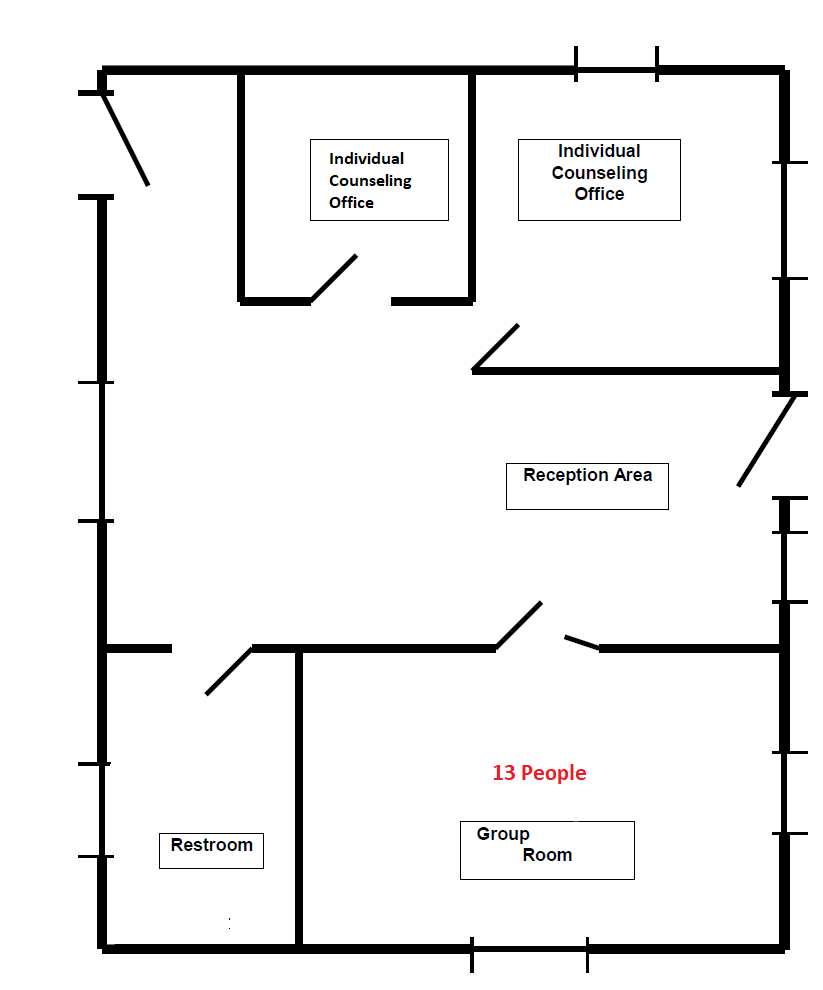 Individual
Counseling
Office
Individual
Counseling
Office
Reception Area
13 People
Group
Room
Restroom